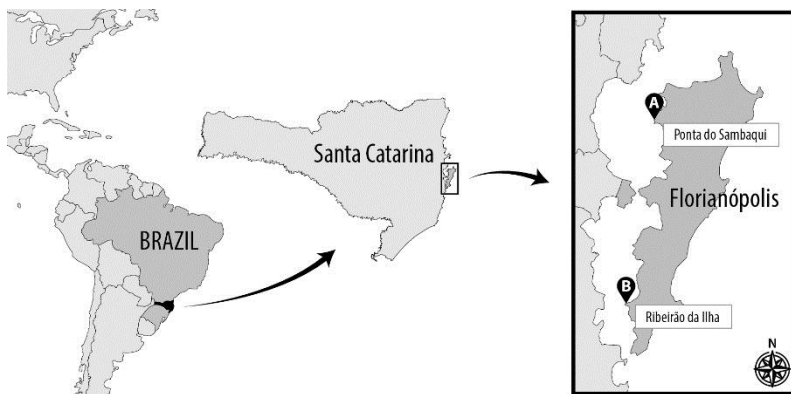 BRAZIL
Santa Catarina
A
Ponta do Sambaqui
Florianópolis
B
Ribeirão da Ilha
N